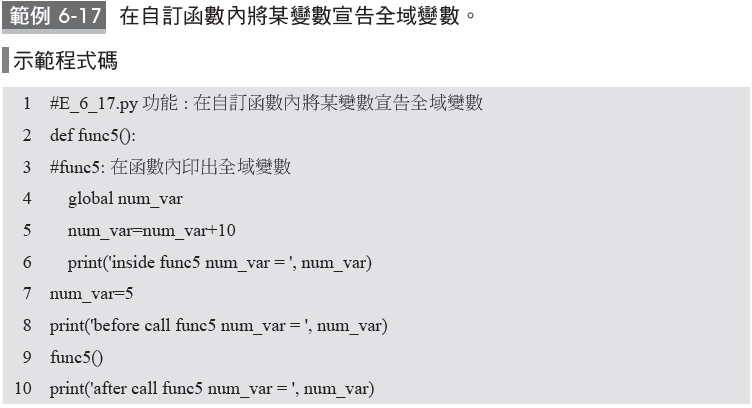 範例 6-17 在自訂函數內將某變數宣告全域變數。
示範程式碼
1 #E_6_17.py 功能 : 在自訂函數內將某變數宣告全域變數
2 def func5():
3 #func5: 在函數內印出全域變數
4 global num_var
5 num_var=num_var+10
6 print('inside func5 num_var = ', num_var)
7 num_var=5
8 print('before call func5 num_var = ', num_var)
9 func5()
10 print('after call func5 num_var = ', num_var)